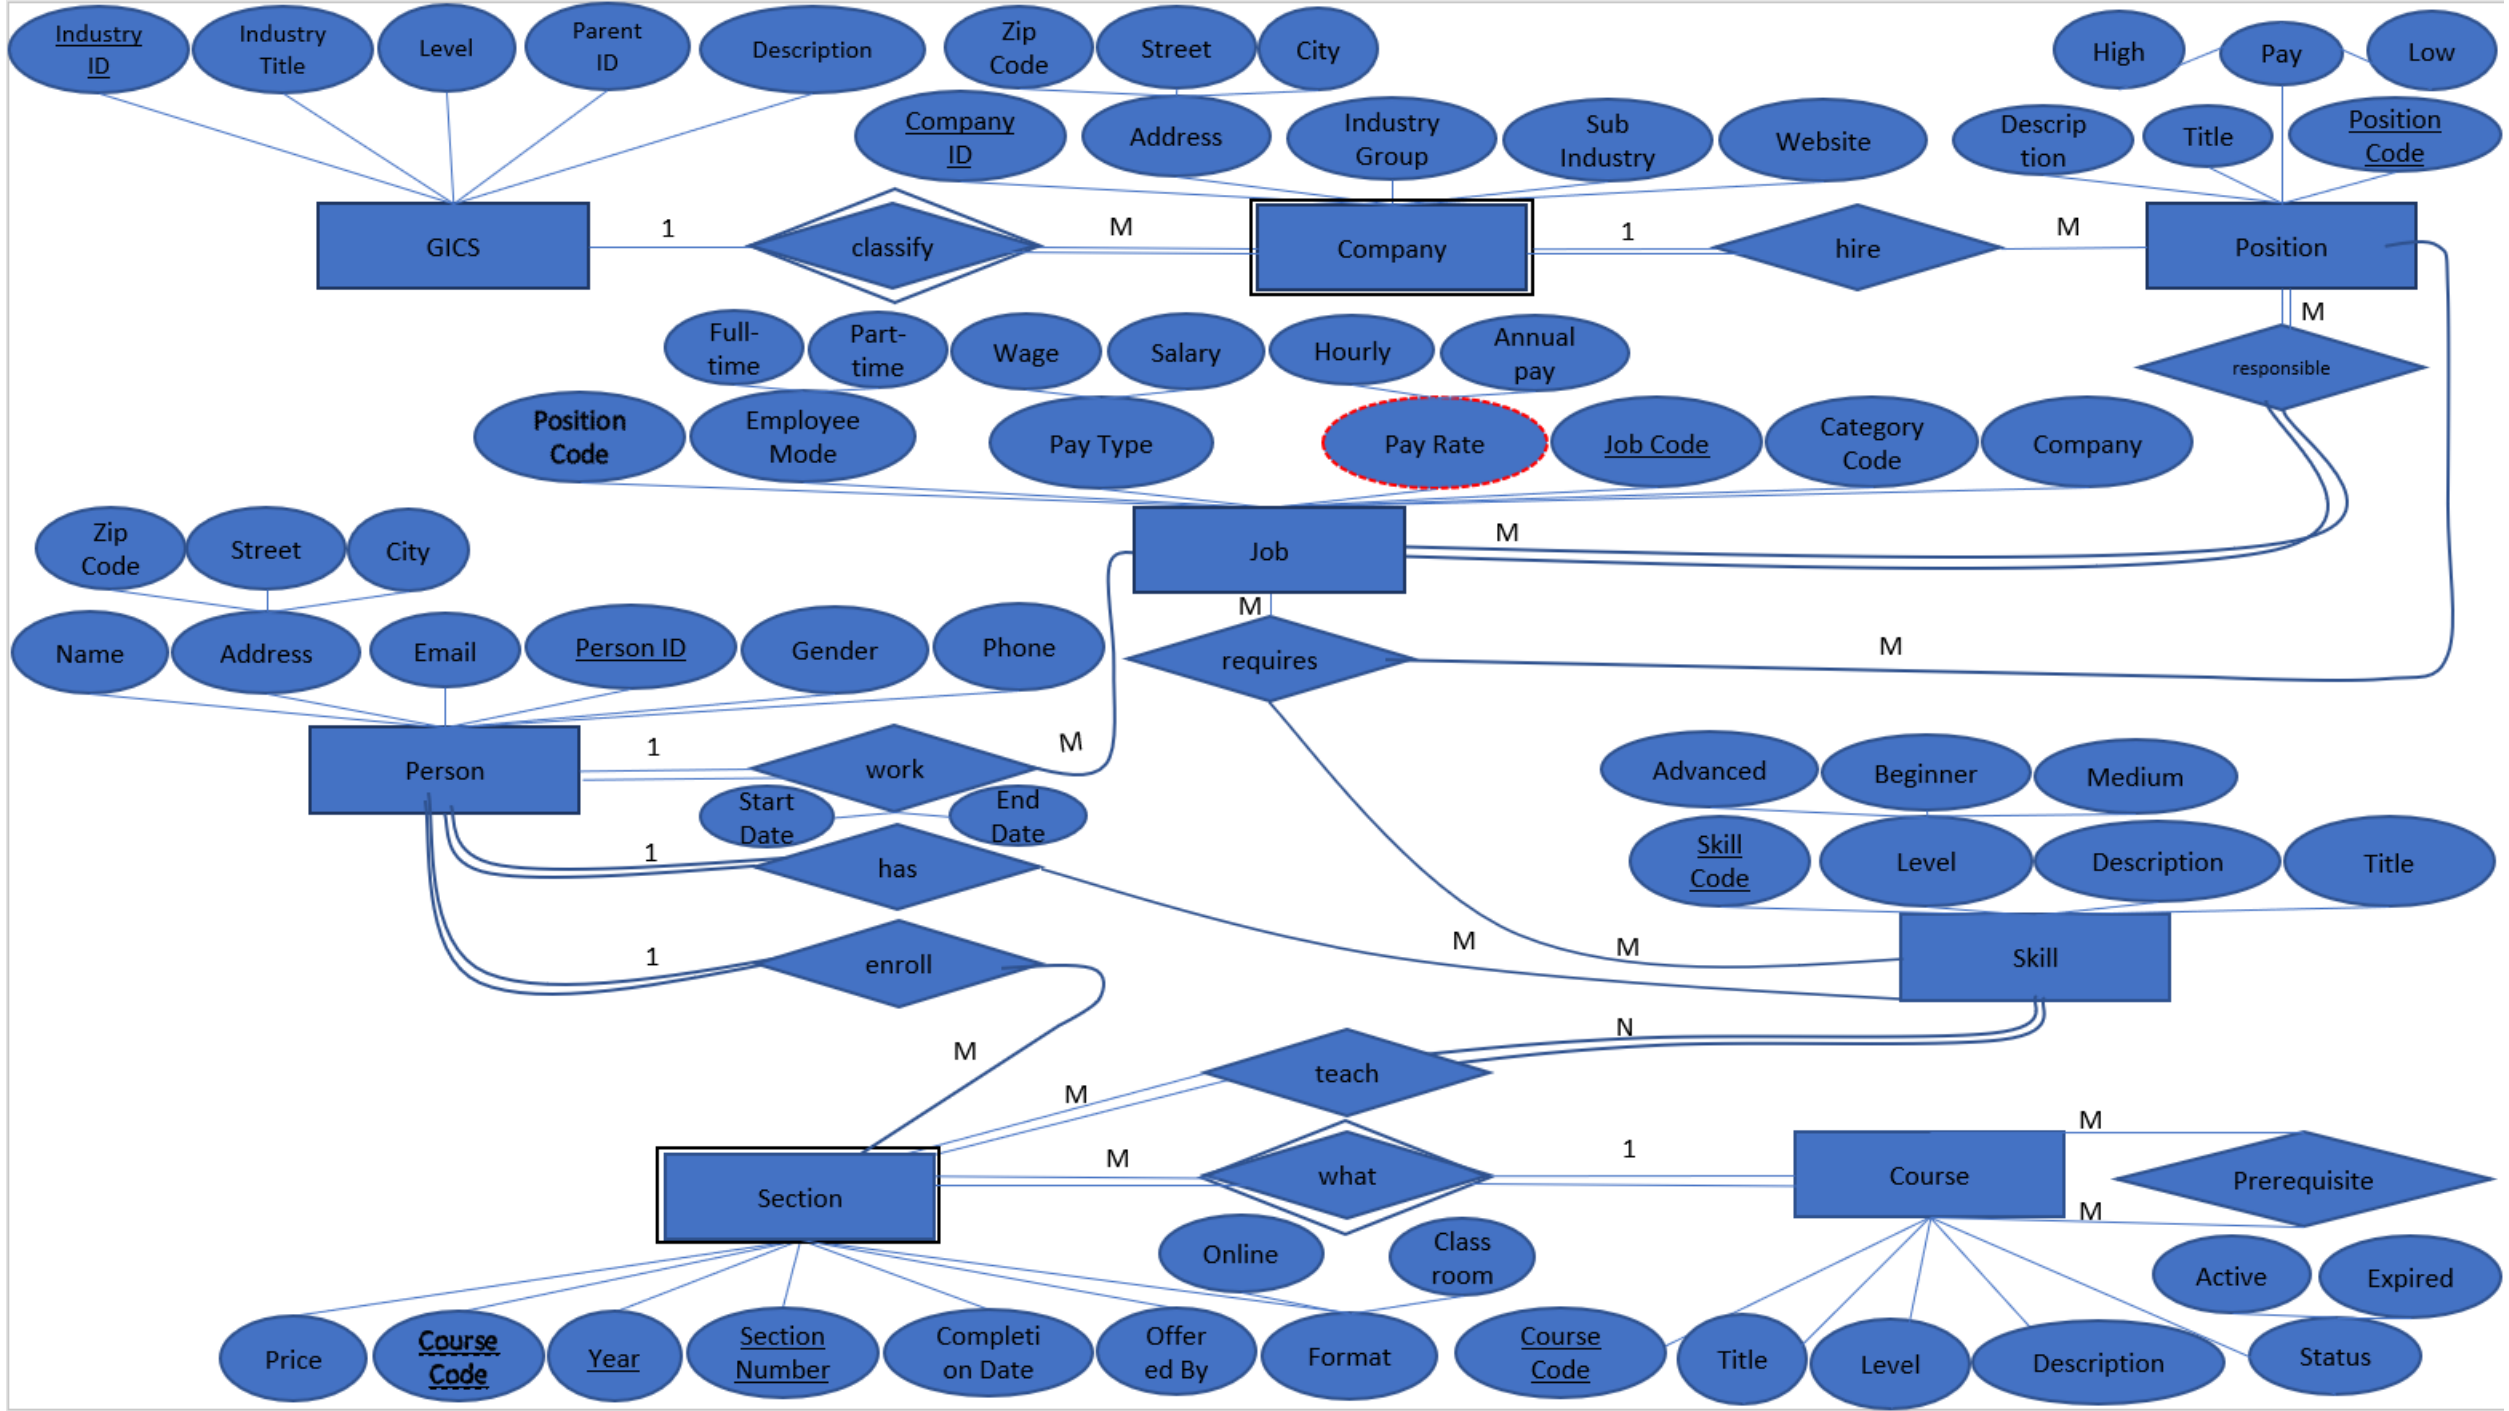 Industry
ID
Industry
Title
Level
Parent
ID
Description
Zip
Code
Street
City
High
Pay
Low
Company
ID
Address
Industry
Group
Sub
Industry
Website
Descrip
tion
Title
Position
Code
GICS
1
classify
M
Company
1
hire
M
Position
M
responsible
Full-
time
Part-
time
Wage
Salary
Hourly
Annual
pay
Position
Code
Employee
Mode
Pay Type
Pay Rate
Job Code
Category
Code
Company
Job
M
M
requires
M
Zip
Code
Street
City
Name
Address
Email
Person ID
Gender
Phone
Person
1
work
M
Start
Date
End
Date
1
has
M
1
enroll
M
M
Advanced
Beginner
Medium
Skill
Code
Level
Description
Title
Skill
N
teach
M
Section
M
what
1
Course
M
Prerequisite
M
Online
Class
room
Active
Expired
Price
Course
Code
Year
Section
Number
Completi
on Date
Offer
ed By
Format
Course
Code
Title
Level
Description
Status